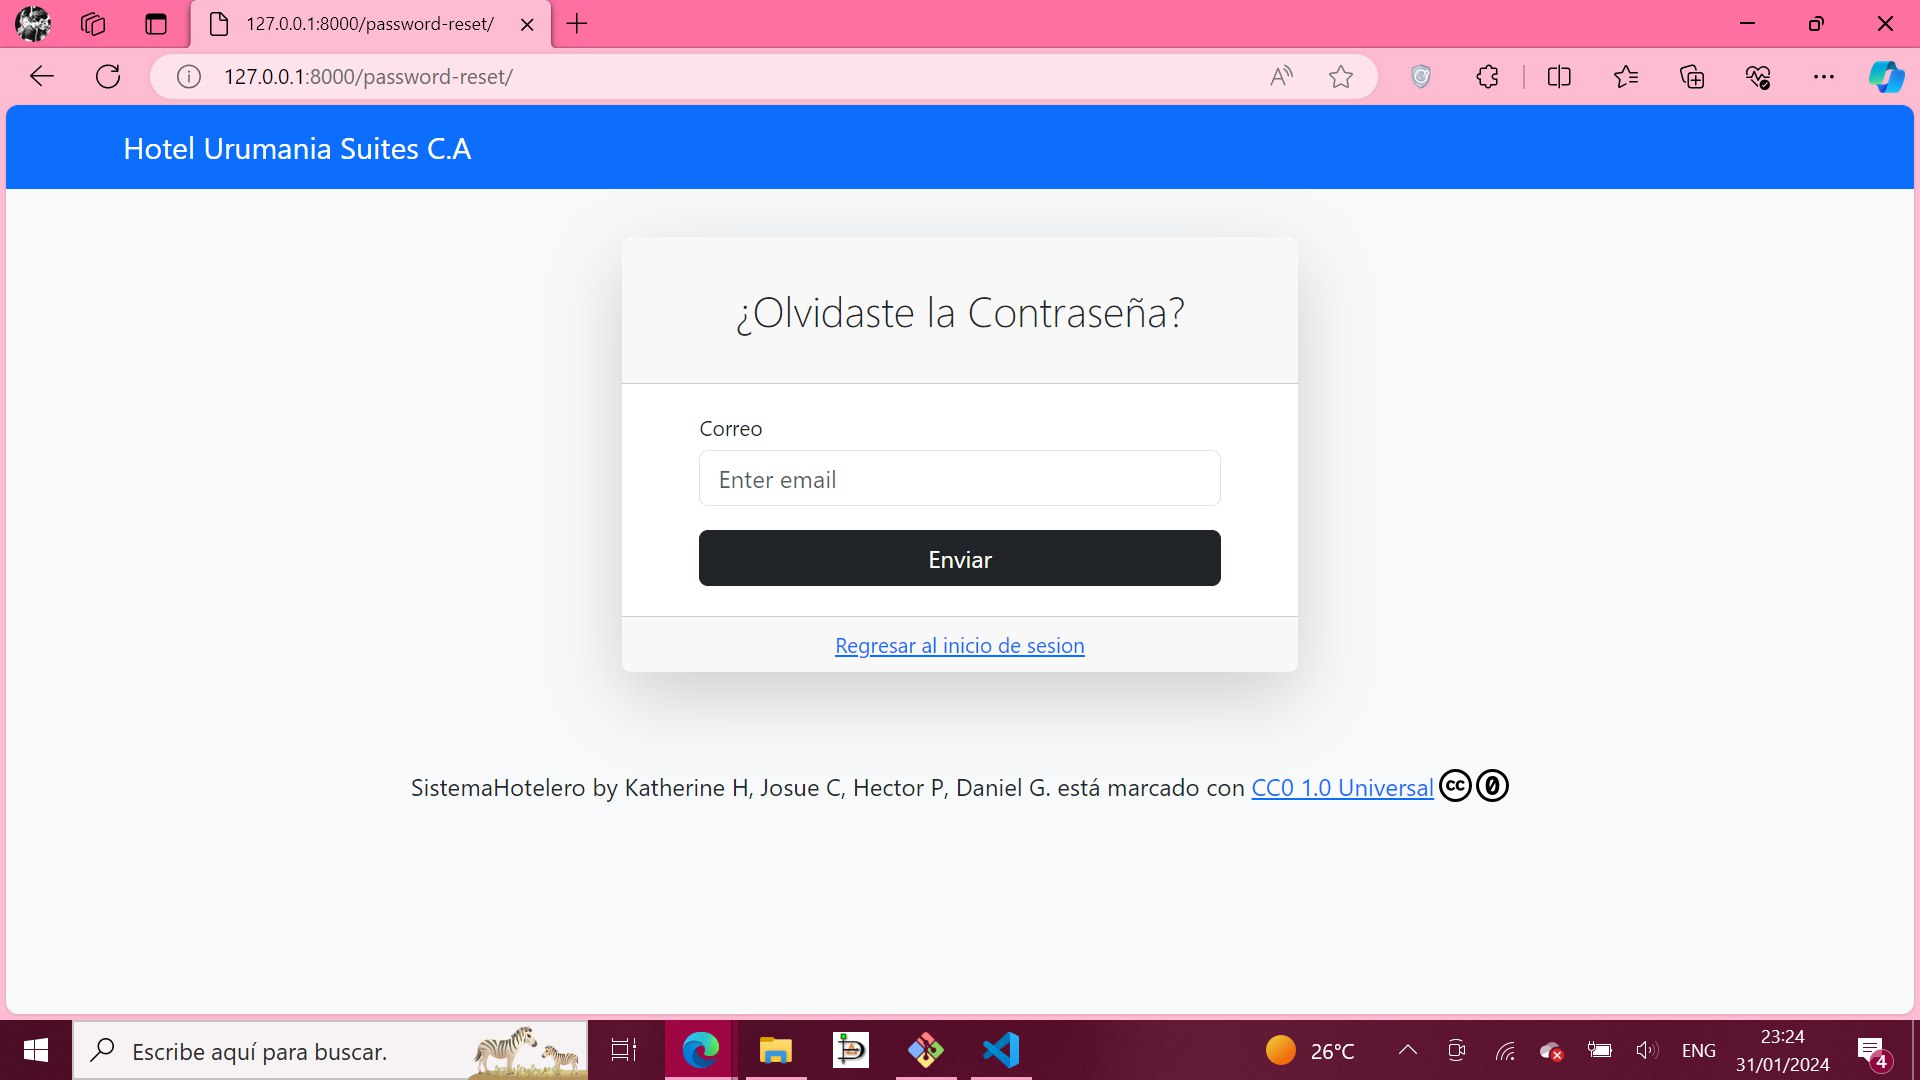 127.0.0.1:8000/password-reset/
127.0.0.1:8000/password-reset/
Hotel Urumania Suites C.A
¿Olvidaste la Contraseña?
Correo
Enter email
Enviar
Regresar al inicio de sesion
SistemaHotelero by Katherine H, Josue C, Hector P, Daniel G. está marcado con CC0 1.0 Universal
Escribe aquí para buscar.
26°C
ENG
23:24
31/01/2024
4